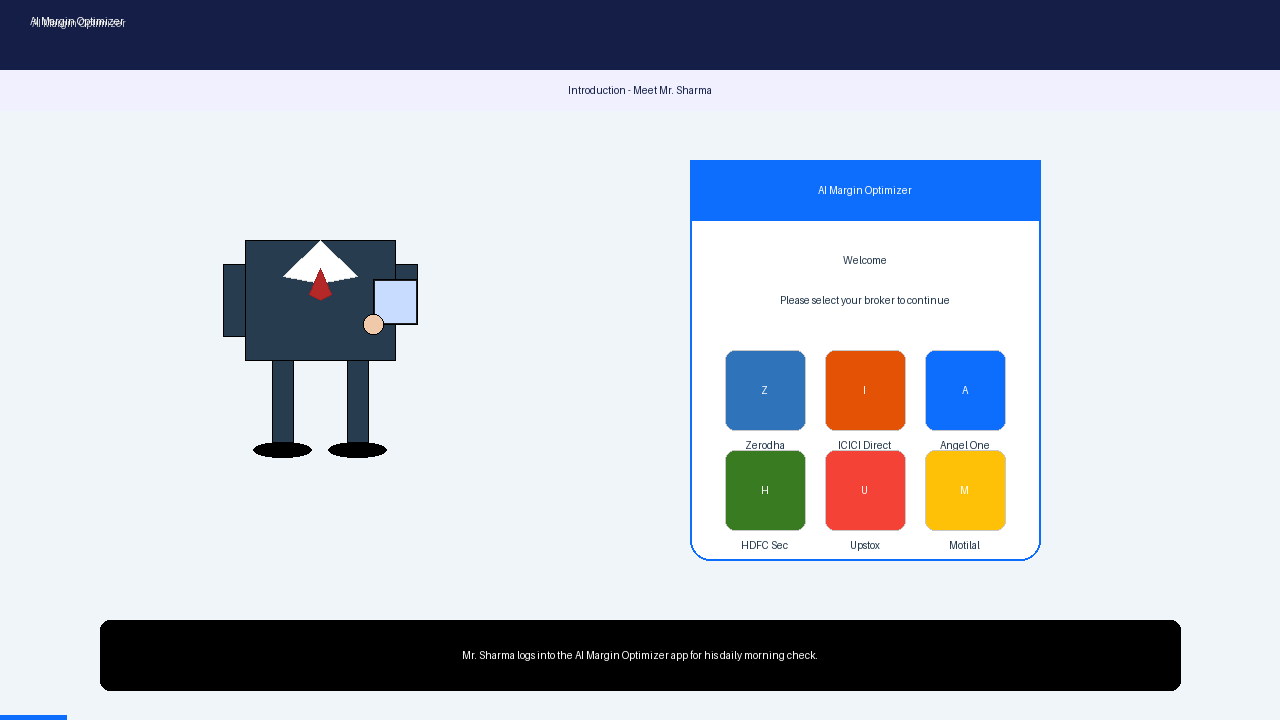 AI Margin Optimizer
Introduction - Meet Mr. Sharma
AI Margin Optimizer
Welcome
Please select your broker to continue
Z I A
Zerodha ICICI Direct Angel One
H U M
HDFC Sec Upstox Motilal
Mr. Sharma logs into the AI Margin Optimizer app for his daily morning check.